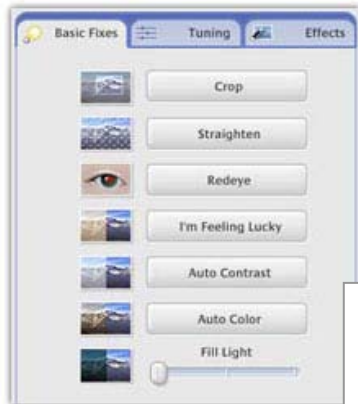 Basic Fixes Tuning Effects
Crop
Straighten
Redeye
I'm Feeling Lucky
Auto Contrast
Auto Color
Fill Light